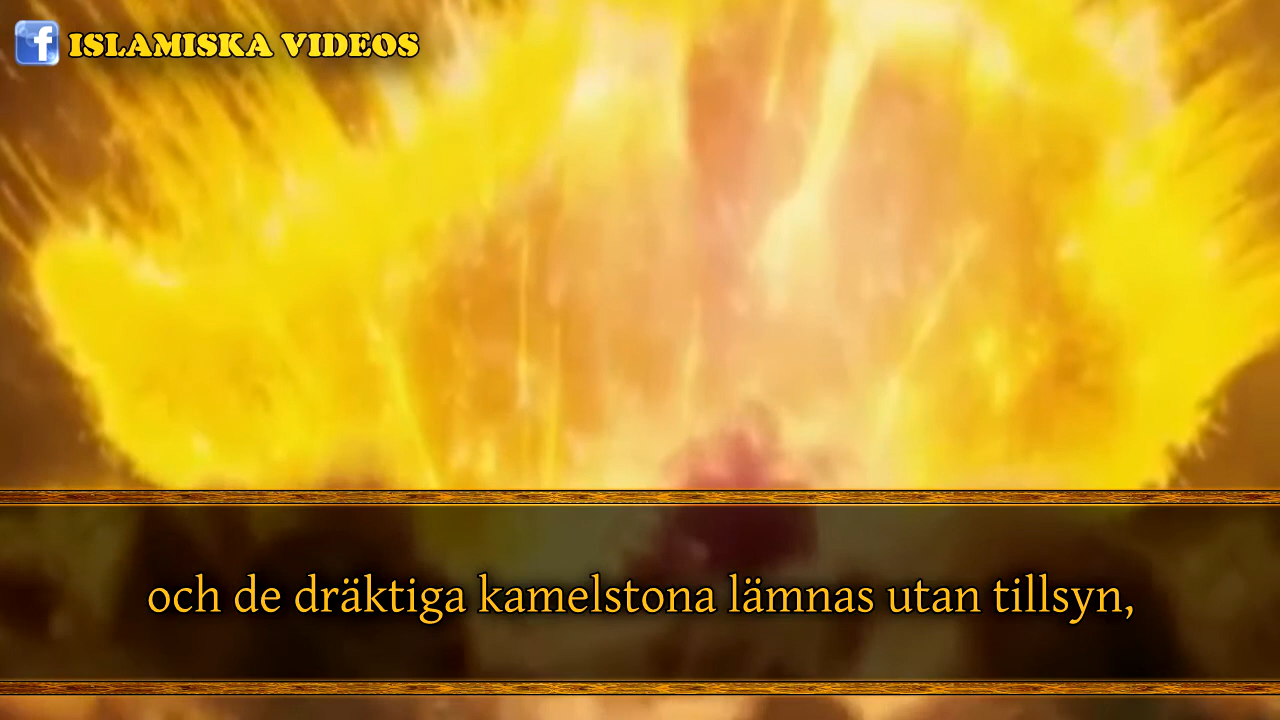 ISLAMISKA VIDEOS
och de dräktiga kamelstona lämnas utan tillsyn,